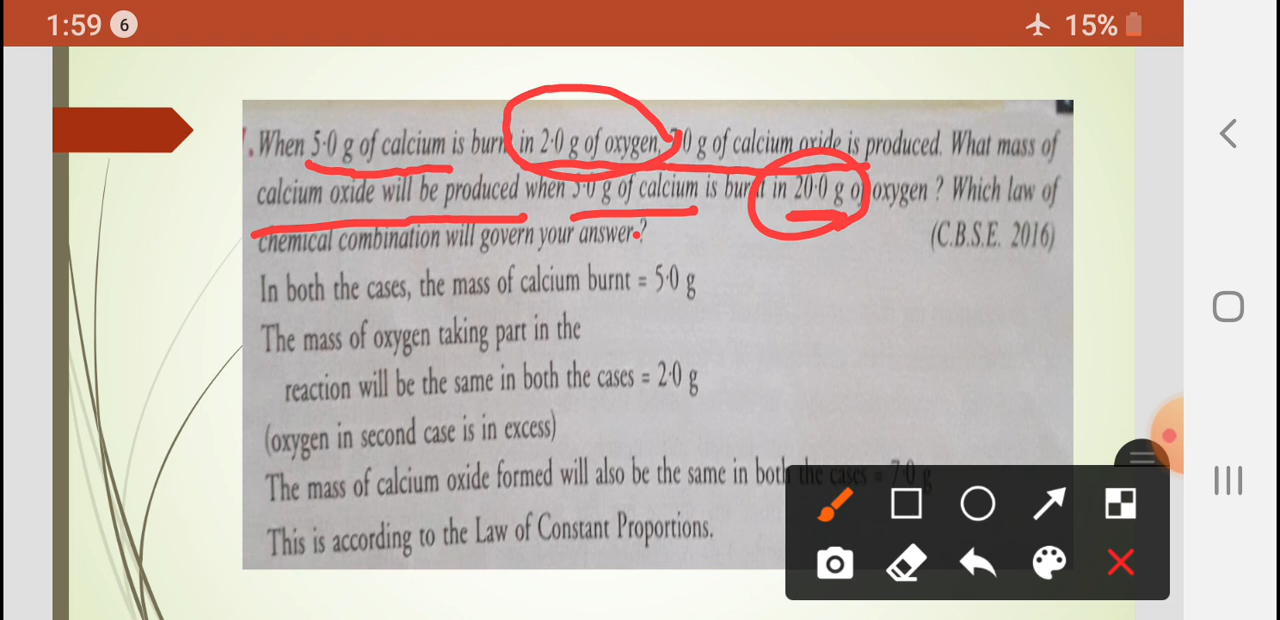 1:59 6 15%
When 5·0 g of calcium is burnt in 2·0 g of oxygen, 7·0 g of calcium oxide is produced. What mass of
calcium oxide will be produced when 5·0 g of calcium is burnt in 20·0 g of oxygen ? Which law of
chemical combination will govern your answer ?
(C.B.S.E. 2016)
In both the cases, the mass of calcium burnt = 5·0 g
The mass of oxygen taking part in the
reaction will be the same in both the cases = 2·0 g
(oxygen in second case is in excess)
The mass of calcium oxide formed will also be the same in both the cases = 7·0 g
This is according to the Law of Constant Proportions.